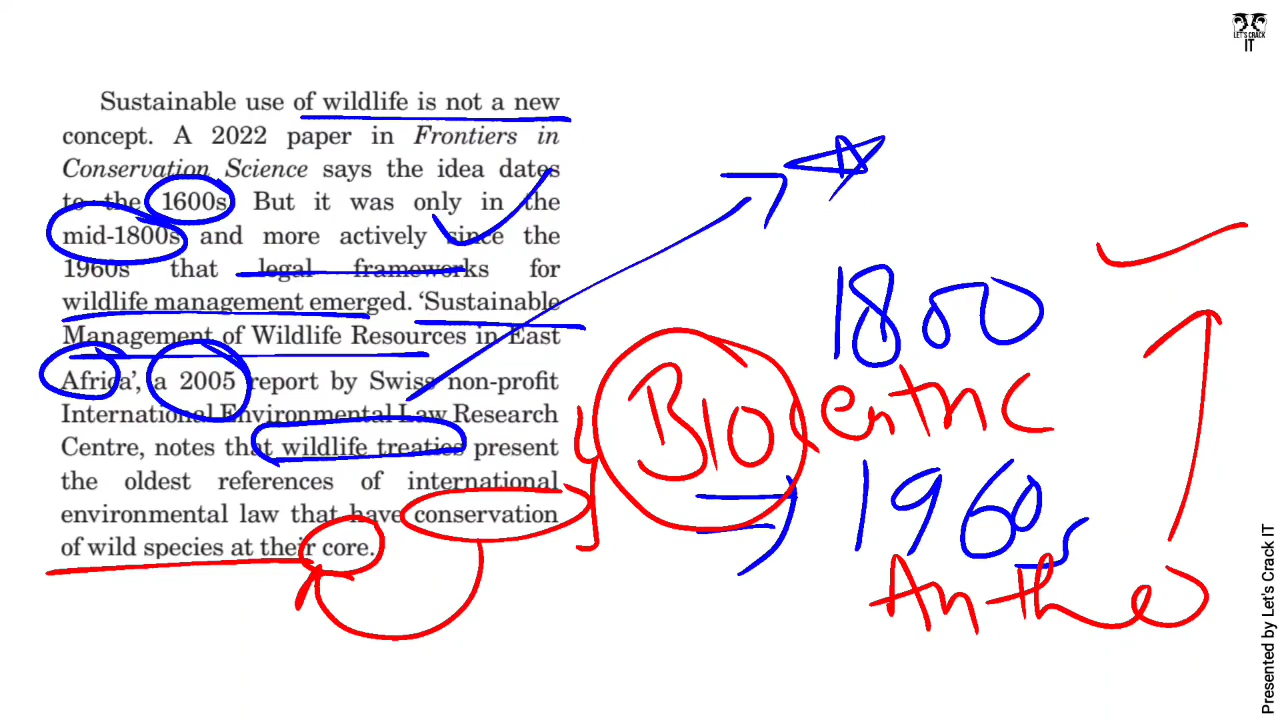 LET'S CRACK
IT
Sustainable use of wildlife is not a new
concept. A 2022 paper in Frontiers in
Conservation Science says the idea dates
to the 1600s. But it was only in the
mid-1800s and more actively since the
1960s that legal frameworks for
wildlife management emerged. ‘Sustainable
Management of Wildlife Resources in East
Africa’, a 2005 report by Swiss non-profit
International Environmental Law Research
Centre, notes that wildlife treaties present
the oldest references of international
environmental law that have conservation
of wild species at their core.
1800
Biocentric
1960s
Anthro
Presented by Let's Crack IT